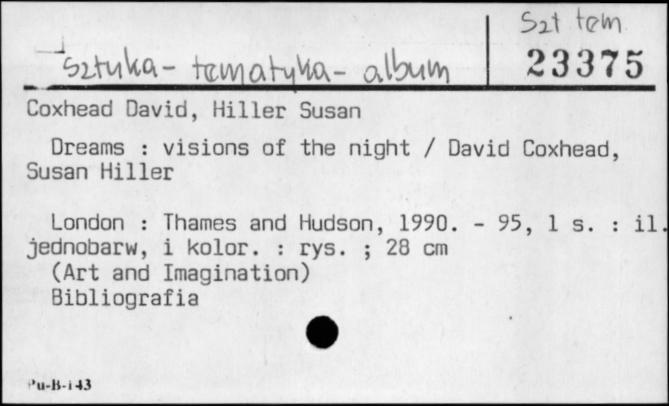 Szt tem.
Sztuka - tematyka - album
23375
Coxhead David, Hiller Susan
Dreams : visions of the night / David Coxhead,
Susan Hiller
London : Thames and Hudson, 1990. - 95, 1 s. : il.
jednobarw, i kolor. : rys. ; 28 cm
(Art and Imagination)
Bibliografia
Pu-B-143